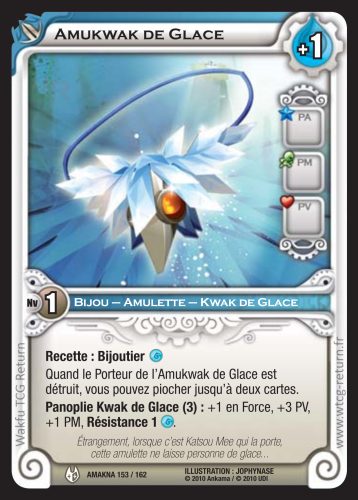 Amukwak de Glace
+1
PA
PM
PV
Nv 1
Bijou – Amulette – Kwak de Glace
Recette : Bijoutier
Quand le Porteur de l'Amukwak de Glace est
détruit, vous pouvez piocher jusqu'à deux cartes.
Panoplie Kwak de Glace (3) : +1 en Force, +3 PV,
+1 PM, Résistance 1 .
Étrangement, lorsque c'est Katsou Mee qui la porte,
cette amulette ne laisse personne de glace...
Wakfu TCG Return
www.wtcg-return.fr
AMAKNA 153 / 162
ILLUSTRATION : JOPHYNASE
© 2010 Ankama / © 2010 UDI